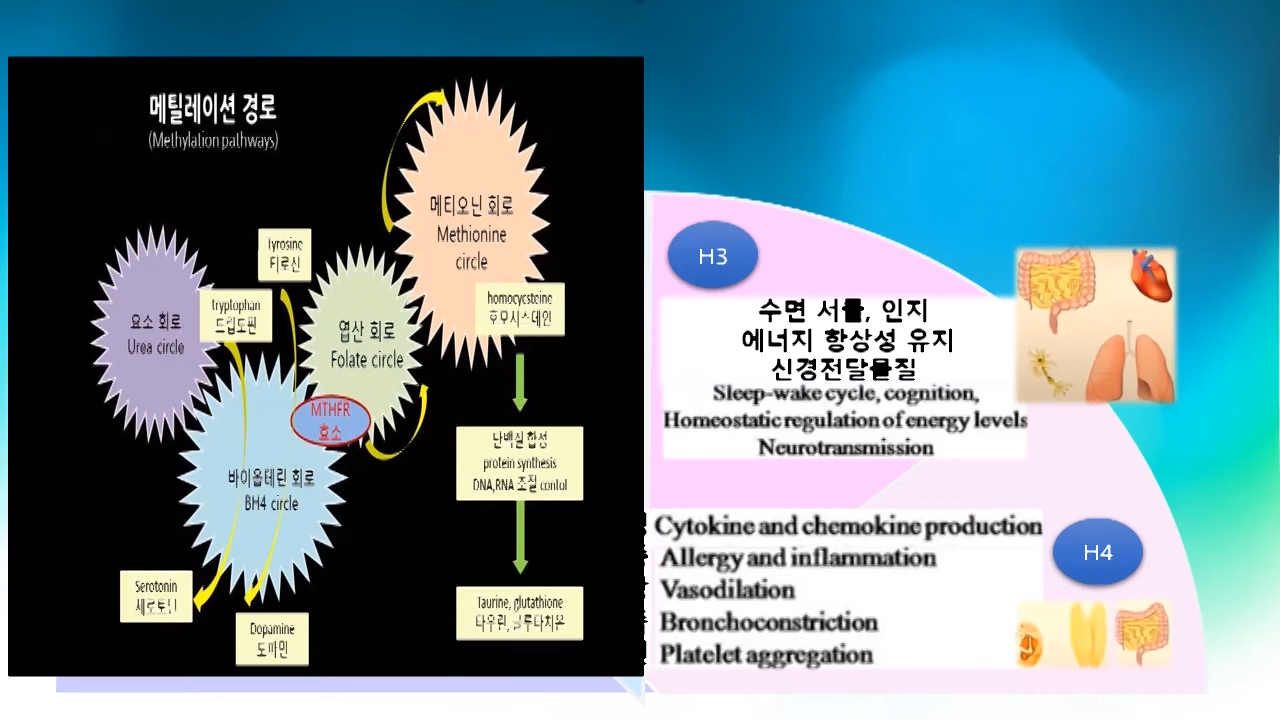 메틸레이션 경로
(Methylation pathways)
메티오닌 회로
Methionine
circle
Tyrosine
티로신
tryptophan
트립토판
요소 회로
Urea circle
엽산 회로
Folate circle
homocysteine
호모시스테인
MTHFR
효소
바이옵테린 회로
BH4 circle
단백질 합성
protein synthesis
DNA,RNA 조절 contol
Serotonin
세로토닌
Dopamine
도파민
Taurine, glutathione
타우린, 글루타치온
H3
수면 서클, 인지
에너지 항상성 유지
신경전달물질
Sleep-wake cycle, cognition,
Homeostatic regulation of energy levels
Neurotransmission
H4
Cytokine and chemokine production
Allergy and inflammation
Vasodilation
Bronchoconstriction
Platelet aggregation